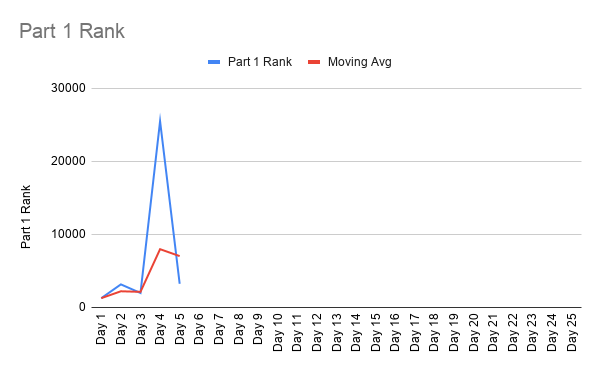 Part 1 Rank
Part 1 Rank
Moving Avg
Part 1 Rank
30000
20000
10000
0
Day 1
Day 2
Day 3
Day 4
Day 5
Day 6
Day 7
Day 8
Day 9
Day 10
Day 11
Day 12
Day 13
Day 14
Day 15
Day 16
Day 17
Day 18
Day 19
Day 20
Day 21
Day 22
Day 23
Day 24
Day 25